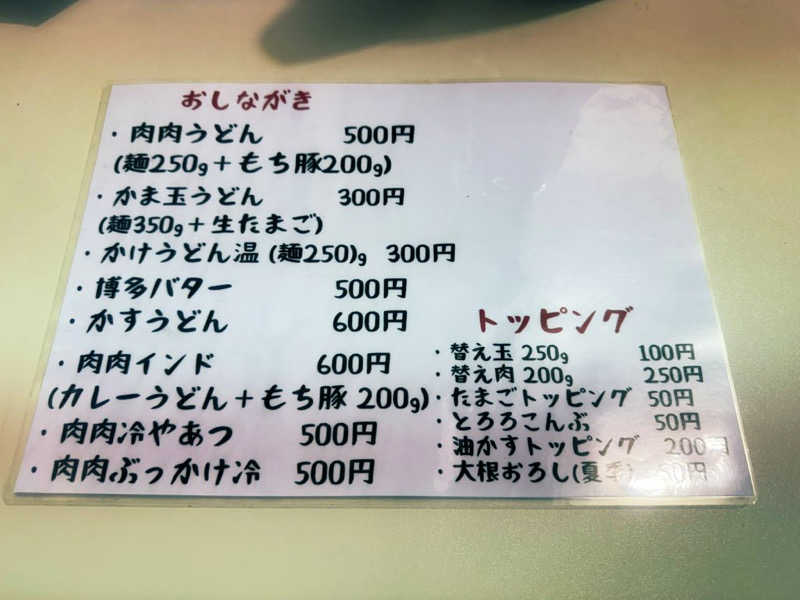 おしながき
・肉肉うどん 500円
(麺250g+もち豚200g)
・かま玉うどん 300円
(麺350g+生たまご)
・かけうどん温 (麺250)g 300円
・博多バター 500円
・かすうどん 600円
・肉肉インド 600円
(カレーうどん+もち豚 200g)
・肉肉冷やあつ 500円
・肉肉ぶっかけ冷 500円
トッピング
・替え玉 250g 100円
・替え肉 200g 250円
・たまごトッピング 50円
・とろろこんぶ 50円
・油かすトッピング 200円
・大根おろし(夏季) 50円